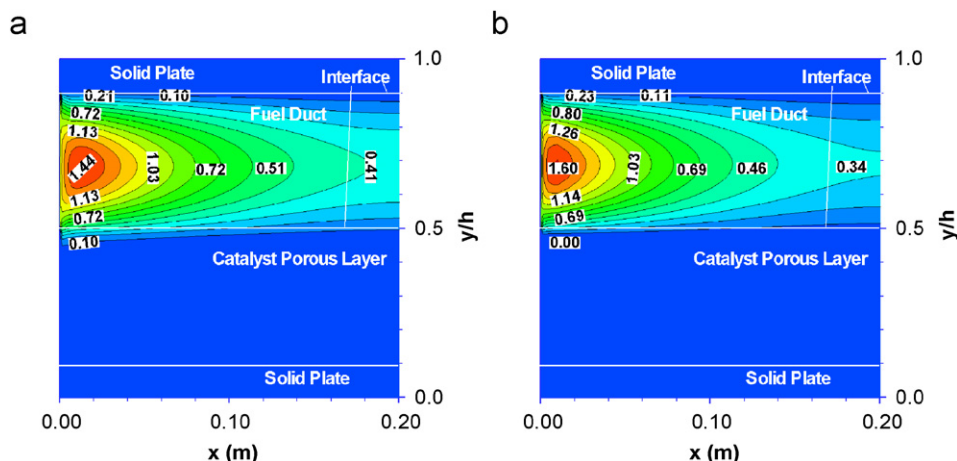 a
Solid Plate
Interface
0.21
0.10
Fuel Duct
0.72
1.13
1.44
1.03
0.72
0.51
0.41
1.13
0.72
0.10
Catalyst Porous Layer
Solid Plate
1.0
0.5
0.0
y/h
0.00
0.10
0.20
x (m)
b
Solid Plate
Interface
0.23
0.11
Fuel Duct
0.80
1.26
1.60
1.03
0.69
0.46
0.34
1.14
0.69
0.00
Catalyst Porous Layer
Solid Plate
1.0
0.5
0.0
y/h
0.00
0.10
0.20
x (m)